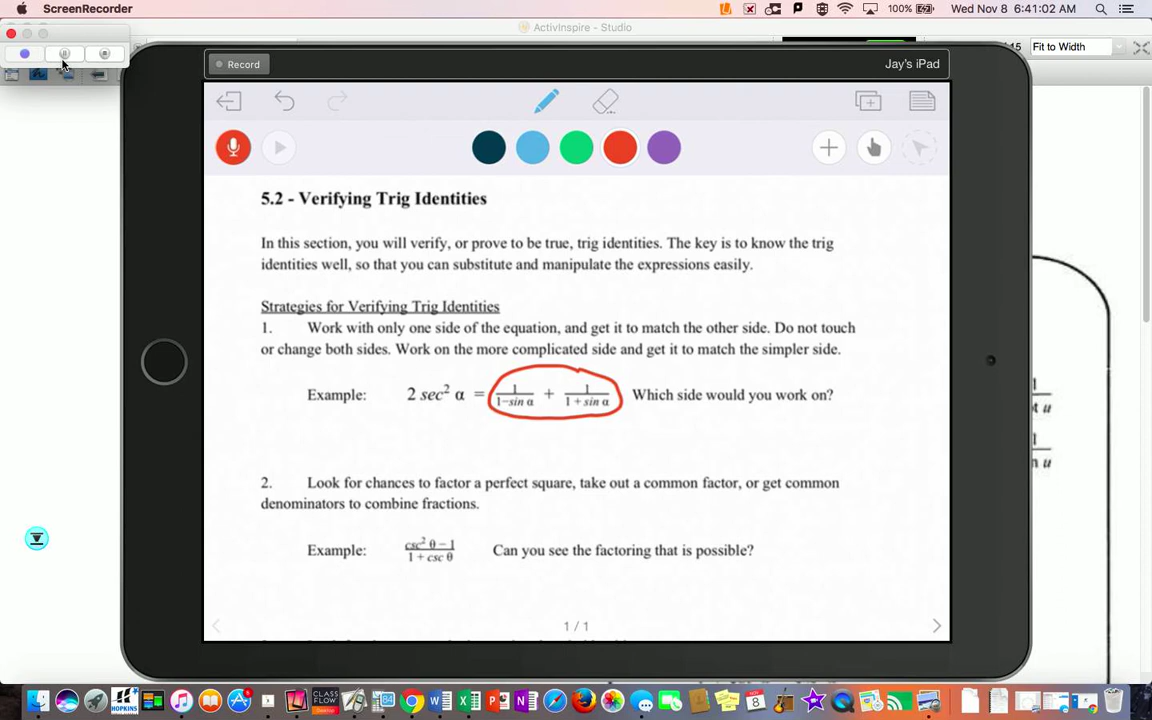 ScreenRecorder
100%
Wed Nov 8 6:41:02 AM
ActivInspire - Studio
15
Fit to Width
Record
Jay's iPad
5.2 - Verifying Trig Identities
In this section, you will verify, or prove to be true, trig identities. The key is to know the trig
identities well, so that you can substitute and manipulate the expressions easily.
Strategies for Verifying Trig Identities
1. Work with only one side of the equation, and get it to match the other side. Do not touch
or change both sides. Work on the more complicated side and get it to match the simpler side.
Example: 2 sec² α = 1/(1−sin α) + 1/(1 + sin α) Which side would you work on?
1
t u
1
n u
2. Look for chances to factor a perfect square, take out a common factor, or get common
denominators to combine fractions.
Example: (csc² θ − 1)/(1 + csc θ) Can you see the factoring that is possible?
1 / 1
HOPKINS
CLASS
FLOW